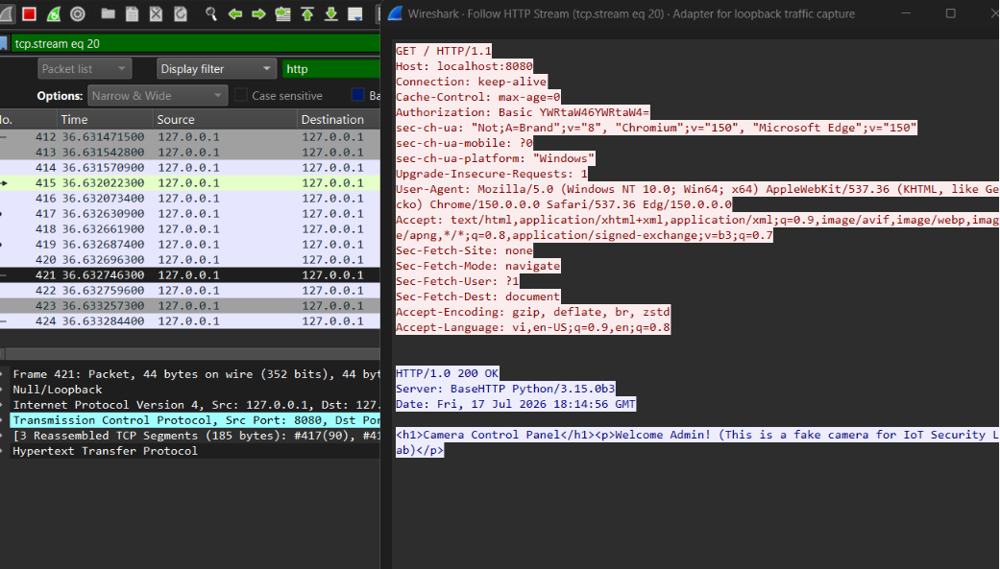 Wireshark · Follow HTTP Stream (tcp.stream eq 20) · Adapter for loopback traffic capture
tcp.stream eq 20
Packet list
Display filter
http
Options:
Narrow & Wide
Case sensitive
Ba
No.
Time
Source
Destination
412 36.631471500 127.0.0.1 127.0.0.1
413 36.631542800 127.0.0.1 127.0.0.1
414 36.631570900 127.0.0.1 127.0.0.1
415 36.632022300 127.0.0.1 127.0.0.1
416 36.632073400 127.0.0.1 127.0.0.1
417 36.632630900 127.0.0.1 127.0.0.1
418 36.632661900 127.0.0.1 127.0.0.1
419 36.632687400 127.0.0.1 127.0.0.1
420 36.632696300 127.0.0.1 127.0.0.1
421 36.632746300 127.0.0.1 127.0.0.1
422 36.632759600 127.0.0.1 127.0.0.1
423 36.633257300 127.0.0.1 127.0.0.1
424 36.633284400 127.0.0.1 127.0.0.1
Frame 421: Packet, 44 bytes on wire (352 bits), 44 byt
Null/Loopback
Internet Protocol Version 4, Src: 127.0.0.1, Dst: 127.
Transmission Control Protocol, Src Port: 8080, Dst Por
[3 Reassembled TCP Segments (185 bytes): #417(90), #41
Hypertext Transfer Protocol
GET / HTTP/1.1
Host: localhost:8080
Connection: keep-alive
Cache-Control: max-age=0
Authorization: Basic YWRtaW46YWRtaW4=
sec-ch-ua: "Not;A=Brand";v="8", "Chromium";v="150", "Microsoft Edge";v="150"
sec-ch-ua-mobile: ?0
sec-ch-ua-platform: "Windows"
Upgrade-Insecure-Requests: 1
User-Agent: Mozilla/5.0 (Windows NT 10.0; Win64; x64) AppleWebKit/537.36 (KHTML, like Ge
cko) Chrome/150.0.0.0 Safari/537.36 Edg/150.0.0.0
Accept: text/html,application/xhtml+xml,application/xml;q=0.9,image/avif,image/webp,imag
e/apng,*/*;q=0.8,application/signed-exchange;v=b3;q=0.7
Sec-Fetch-Site: none
Sec-Fetch-Mode: navigate
Sec-Fetch-User: ?1
Sec-Fetch-Dest: document
Accept-Encoding: gzip, deflate, br, zstd
Accept-Language: vi,en-US;q=0.9,en;q=0.8
HTTP/1.0 200 OK
Server: BaseHTTP Python/3.15.0b3
Date: Fri, 17 Jul 2026 18:14:56 GMT
<h1>Camera Control Panel</h1><p>Welcome Admin! (This is a fake camera for IoT Security L
ab)</p>